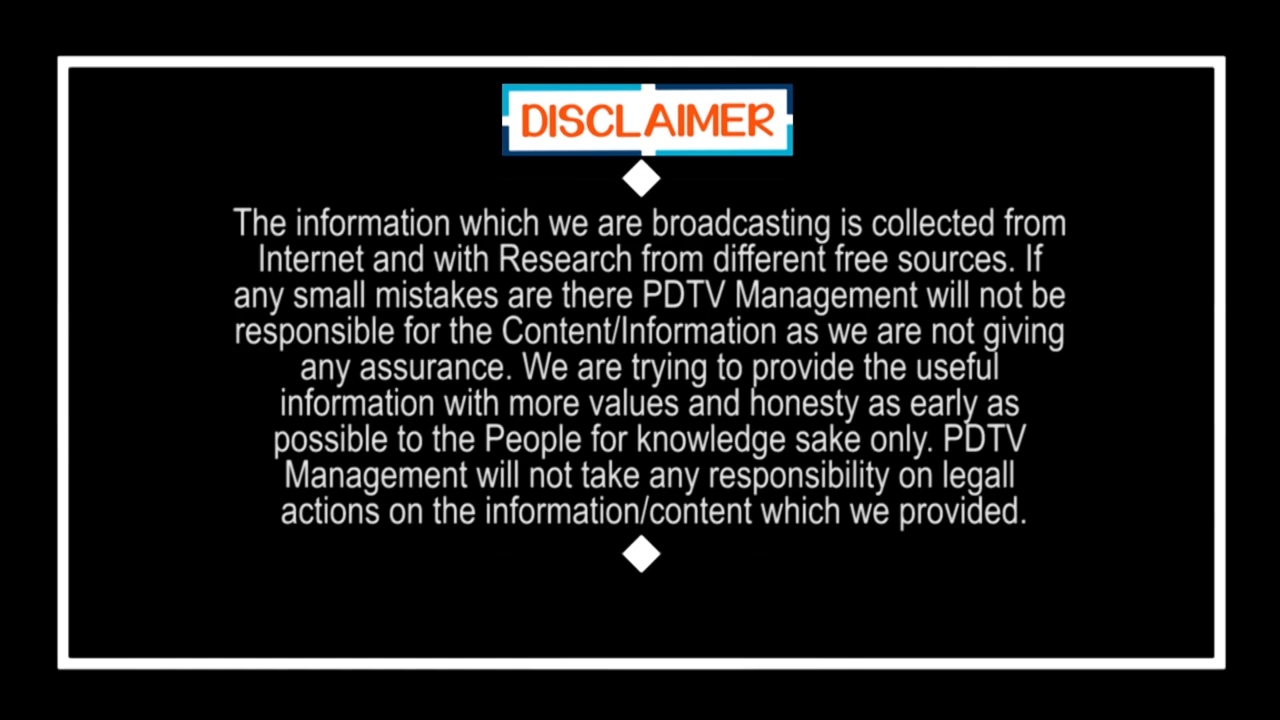 DISCLAIMER
The information which we are broadcasting is collected from
Internet and with Research from different free sources. If
any small mistakes are there PDTV Management will not be
responsible for the Content/Information as we are not giving
any assurance. We are trying to provide the useful
information with more values and honesty as early as
possible to the People for knowledge sake only. PDTV
Management will not take any responsibility on legall
actions on the information/content which we provided.